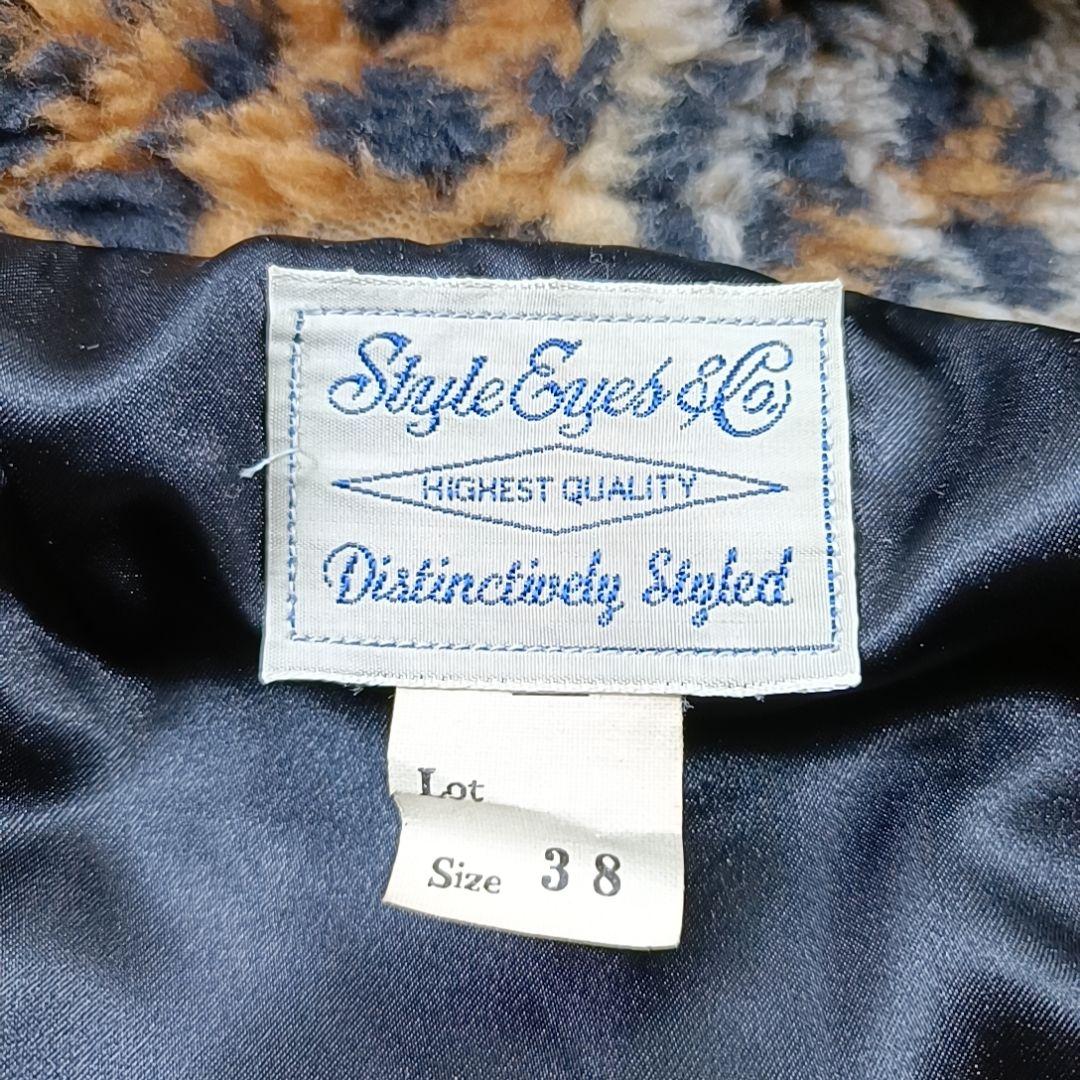 Style Eyes & Co
HIGHEST QUALITY
Distinctively Styled
Lot
Size 38